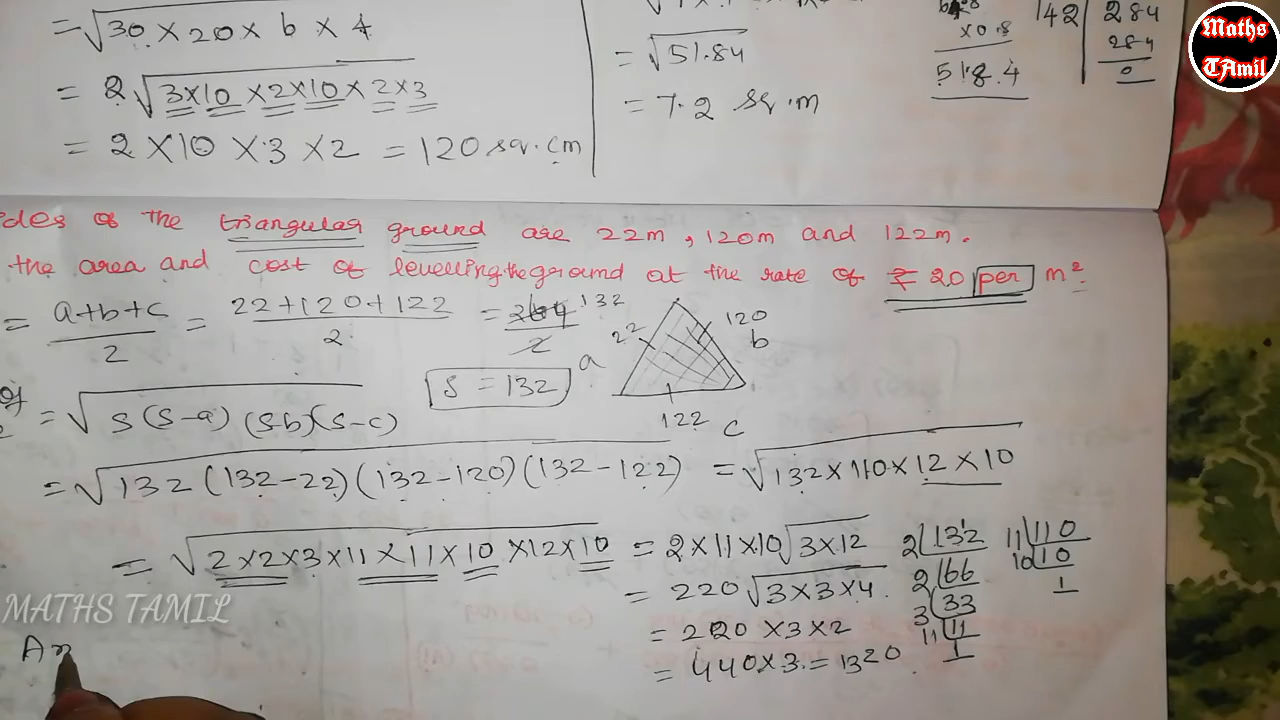 = √30 × 20 × 6 × 4
= 2 √3×10 × 2×10 × 2×3
= 2 × 10 × 3 × 2 = 120 sq. cm
= √51.84
= 7.2 sq.m
×0.8
518.4
142 284
284
0
Maths
TAmil
des of the triangular ground are 22m, 120m and 122m.
the area and cost of levelling the ground at the rate of ₹ 20 per m²
= a+b+c / 2 = 22+120+122 / 2 = 264 / 2 132
S = 132
a 22
120
b
122 c
= √S(S-a) (S-b)(S-c)
= √132 (132-22) (132-120) (132-122) = √132 × 110 × 12 × 10
= √2×2×3×11×11×10×12×10 = 2×11×10√3×12
= 220 √3×3×4
= 220 ×3×2
= 440×3 = 1320
2 132
2 66
3 33
11 11
1
11 110
10 10
1
MATHS TAMIL